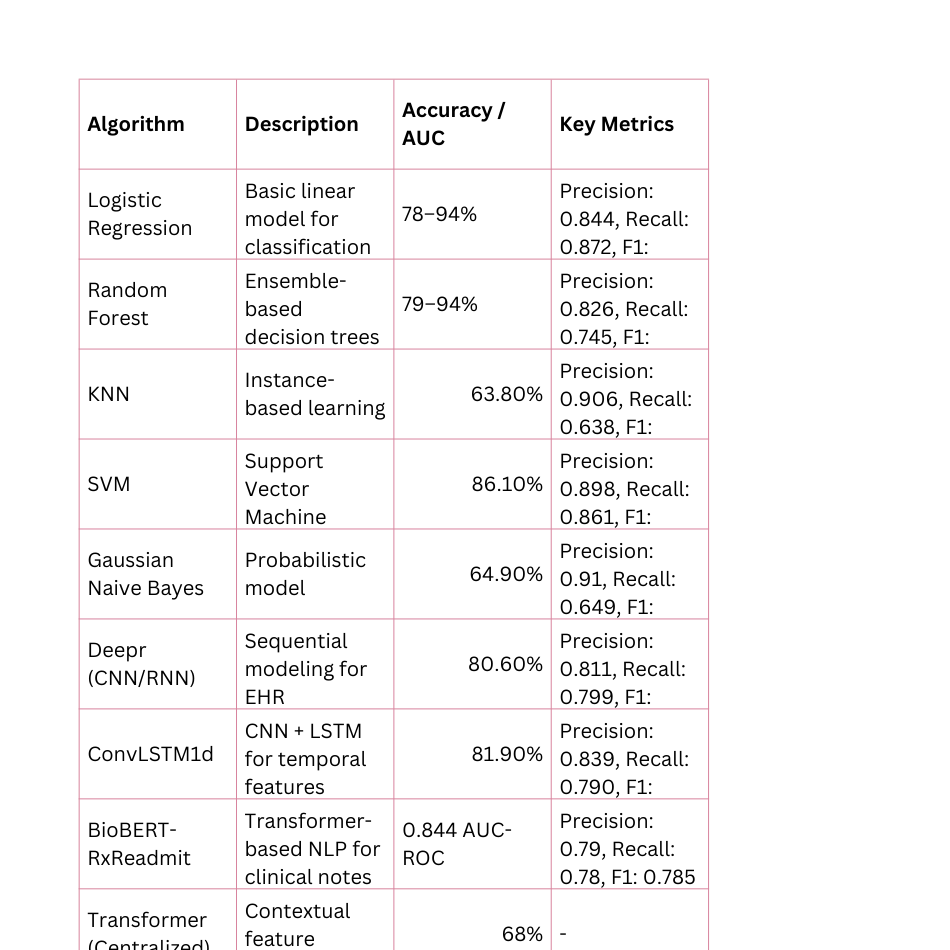 Algorithm
Description
Accuracy /
AUC
Key Metrics
Logistic
Regression
Basic linear
model for
classification
78–94%
Precision:
0.844, Recall:
0.872, F1:
Random
Forest
Ensemble-
based
decision trees
79–94%
Precision:
0.826, Recall:
0.745, F1:
KNN
Instance-
based learning
63.80%
Precision:
0.906, Recall:
0.638, F1:
SVM
Support
Vector
Machine
86.10%
Precision:
0.898, Recall:
0.861, F1:
Gaussian
Naive Bayes
Probabilistic
model
64.90%
Precision:
0.91, Recall:
0.649, F1:
Deepr
(CNN/RNN)
Sequential
modeling for
EHR
80.60%
Precision:
0.811, Recall:
0.799, F1:
ConvLSTM1d
CNN + LSTM
for temporal
features
81.90%
Precision:
0.839, Recall:
0.790, F1:
BioBERT-
RxReadmit
Transformer-
based NLP for
clinical notes
0.844 AUC-
ROC
Precision:
0.79, Recall:
0.78, F1: 0.785
Transformer
(Centralized)
Contextual
feature
68%
-